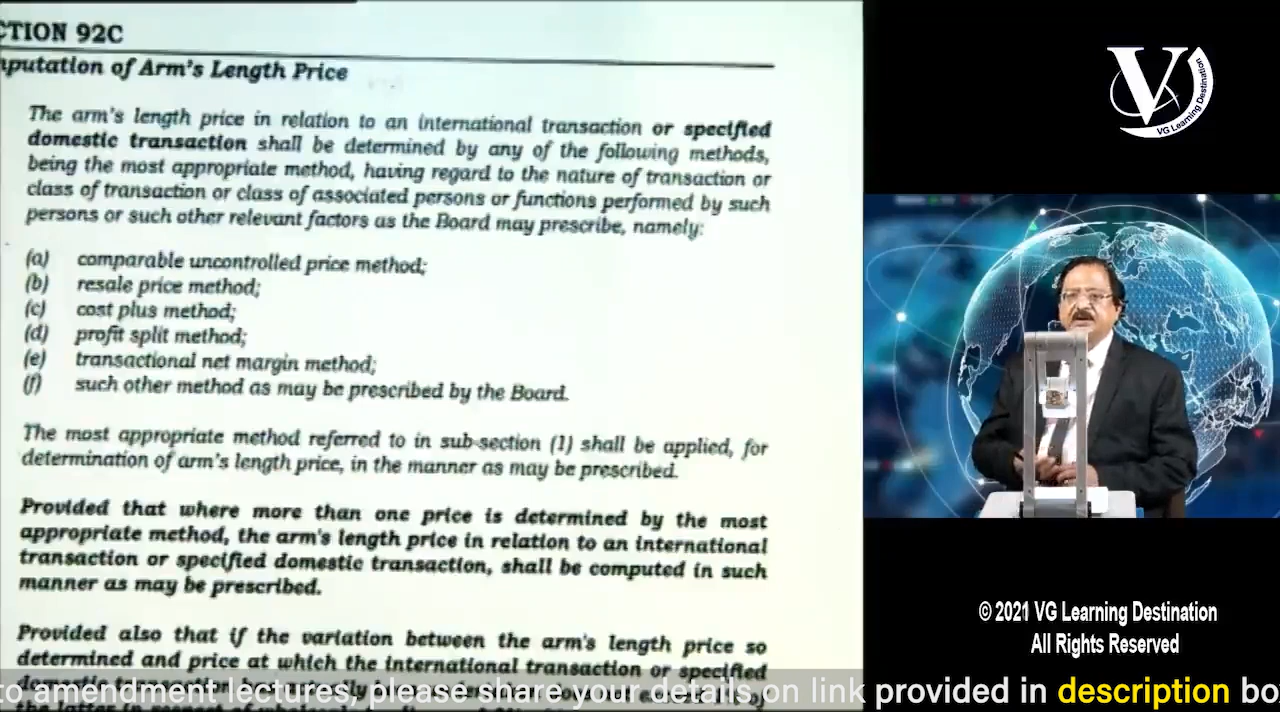 CTION 92C
nputation of Arm's Length Price
The arm's length price in relation to an international transaction or specified
domestic transaction shall be determined by any of the following methods,
being the most appropriate method, having regard to the nature of transaction or
class of transaction or class of associated persons or functions performed by such
persons or such other relevant factors as the Board may prescribe, namely:
(a) comparable uncontrolled price method;
(b) resale price method;
(c) cost plus method;
(d) profit split method;
(e) transactional net margin method;
(f) such other method as may be prescribed by the Board.
The most appropriate method referred to in sub-section (1) shall be applied, for
determination of arm's length price, in the manner as may be prescribed.
Provided that where more than one price is determined by the most
appropriate method, the arm's length price in relation to an international
transaction or specified domestic transaction, shall be computed in such
manner as may be prescribed.
Provided also that if the variation between the arm's length price so
determined and price at which the international transaction or specified
V
VG Learning Destination
© 2021 VG Learning Destination
All Rights Reserved
to amendment lectures, please share your details on link provided in description bo